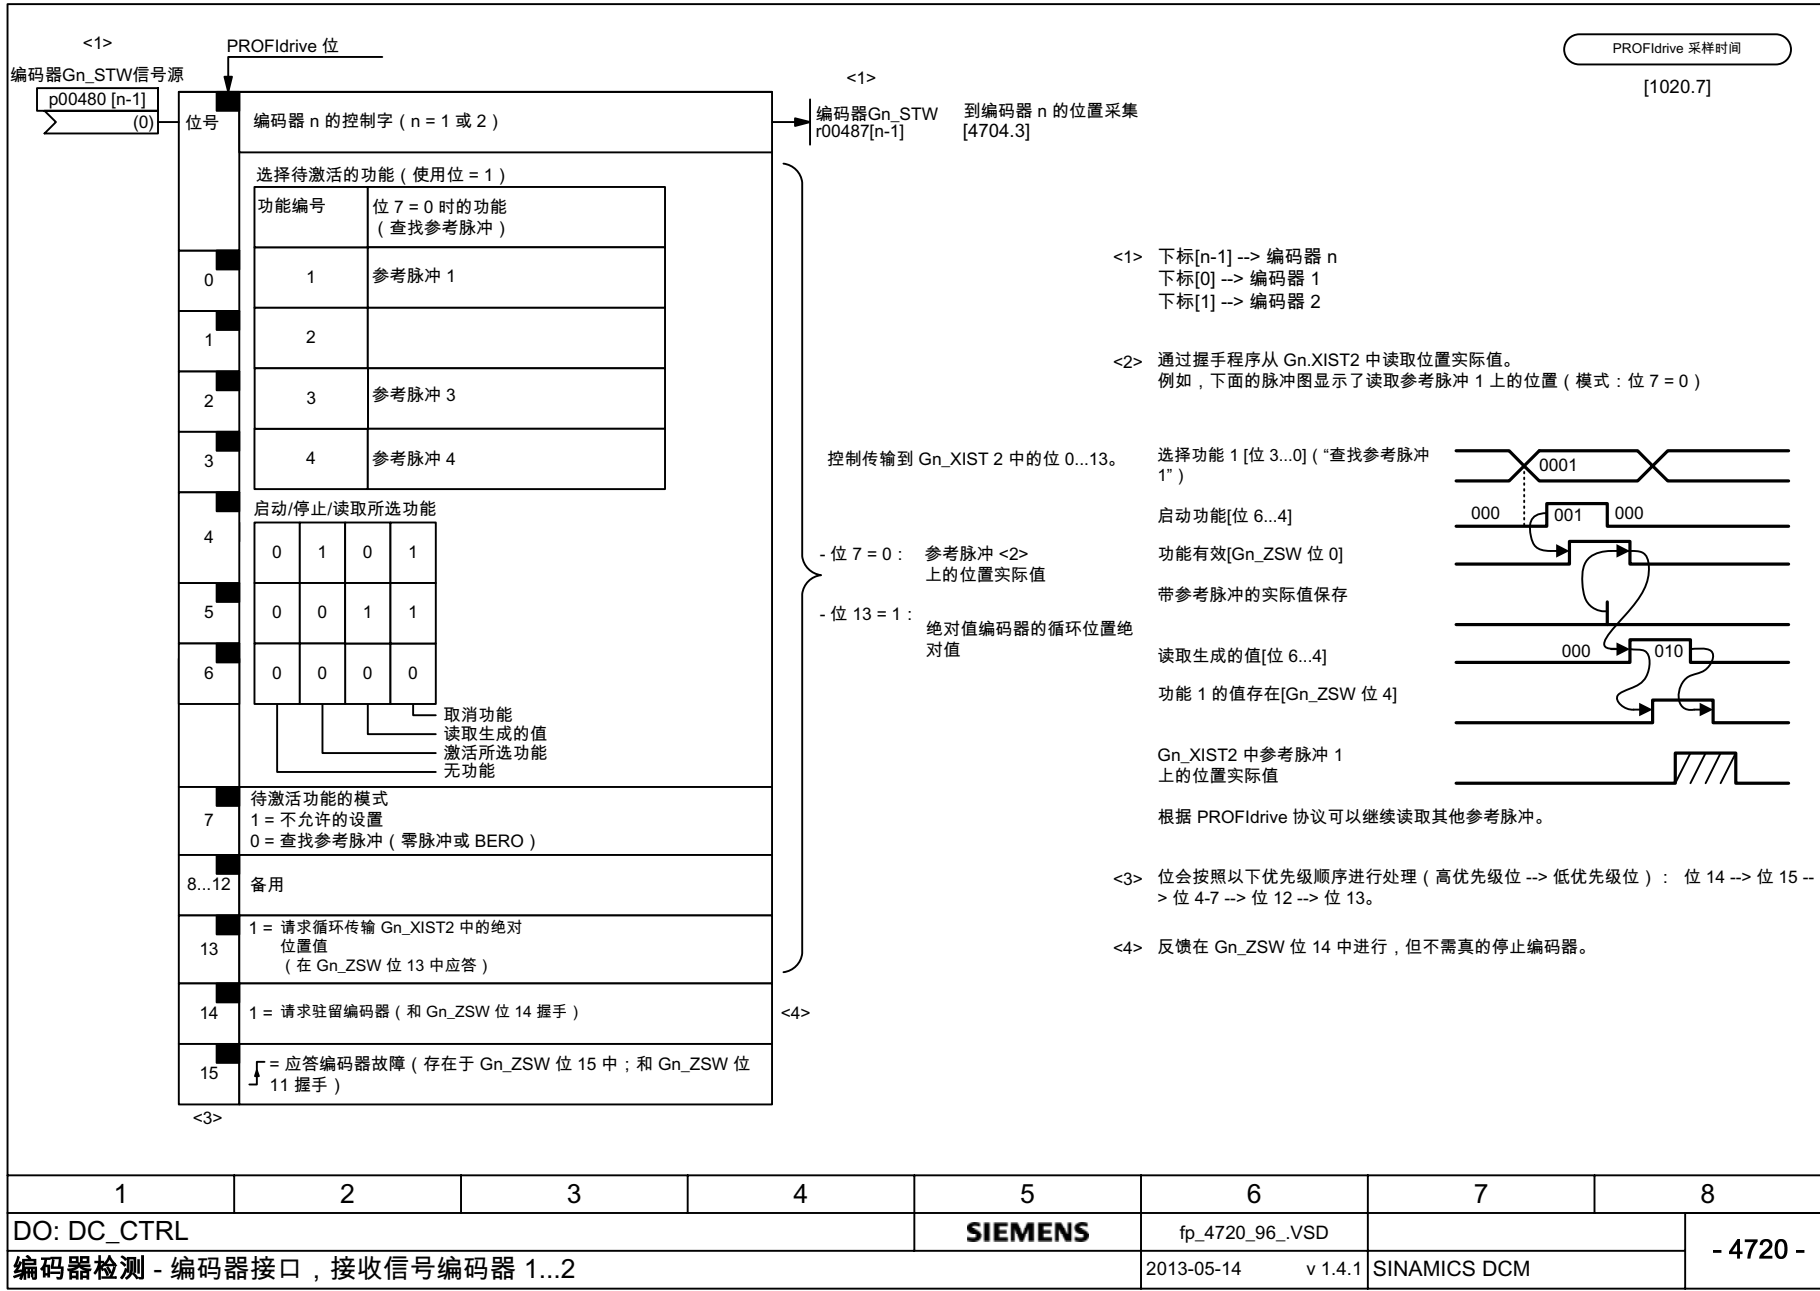 <1>
PROFIdrive 位
编码器Gn_STW信号源
p00480 [n-1]
(0)
位号
编码器 n 的控制字（n = 1 或 2）
<1>
编码器Gn_STW
r00487[n-1]
到编码器 n 的位置采集
[4704.3]
PROFIdrive 采样时间
[1020.7]
选择待激活的功能（使用位 = 1）
功能编号
位 7 = 0 时的功能
（查找参考脉冲）
0
1
参考脉冲 1
1
2
2
3
参考脉冲 3
3
4
参考脉冲 4
启动/停止/读取所选功能
4
0 1 0 1
5
0 0 1 1
6
0 0 0 0
取消功能
读取生成的值
激活所选功能
无功能
7
待激活功能的模式
1 = 不允许的设置
0 = 查找参考脉冲（零脉冲或 BERO）
8...12
备用
13
1 = 请求循环传输 Gn_XIST2 中的绝对
位置值
（在 Gn_ZSW 位 13 中应答）
14
1 = 请求驻留编码器（和 Gn_ZSW 位 14 握手）
<4>
15
= 应答编码器故障（存在于 Gn_ZSW 位 15 中；和 Gn_ZSW 位
11 握手）
<3>
控制传输到 Gn_XIST 2 中的位 0...13。
- 位 7 = 0： 参考脉冲 <2>
上的位置实际值
- 位 13 = 1：
绝对值编码器的循环位置绝
对值
<1> 下标[n-1] --> 编码器 n
下标[0] --> 编码器 1
下标[1] --> 编码器 2
<2> 通过握手程序从 Gn.XIST2 中读取位置实际值。
例如，下面的脉冲图显示了读取参考脉冲 1 上的位置（模式：位 7 = 0）
选择功能 1 [位 3...0]（“查找参考脉冲
1”）
0001
启动功能[位 6...4]
000 001 000
功能有效[Gn_ZSW 位 0]
带参考脉冲的实际值保存
读取生成的值[位 6...4]
000 010
功能 1 的值存在[Gn_ZSW 位 4]
Gn_XIST2 中参考脉冲 1
上的位置实际值
根据 PROFIdrive 协议可以继续读取其他参考脉冲。
<3> 位会按照以下优先级顺序进行处理（高优先级位 --> 低优先级位）： 位 14 --> 位 15 --
> 位 4-7 --> 位 12 --> 位 13。
<4> 反馈在 Gn_ZSW 位 14 中进行，但不需真的停止编码器。
1 2 3 4 5 6 7 8
DO: DC_CTRL
SIEMENS
fp_4720_96_.VSD
- 4720 -
编码器检测 - 编码器接口，接收信号编码器 1...2
2013-05-14 v 1.4.1
SINAMICS DCM